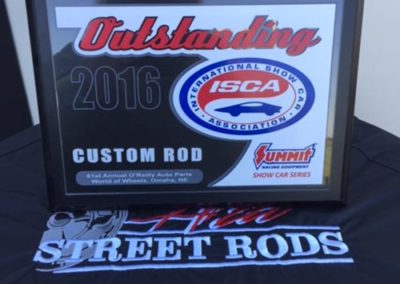 Outstanding
2016
INTERNATIONAL SHOW CAR
ISCA
ASSOCIATION
CUSTOM ROD
61st Annual O'Reilly Auto Parts
World of Wheels, Omaha, NE
SUMMIT
RACING EQUIPMENT
SHOW CAR SERIES
STREET RODS